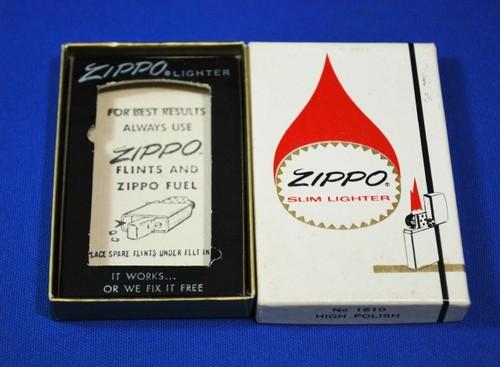 ZIPPO® LIGHTER
FOR BEST RESULTS
ALWAYS USE
ZIPPO
FLINTS AND
ZIPPO FUEL
PLACE SPARE FLINTS UNDER FELT IN
IT WORKS...
OR WE FIX IT FREE
ZIPPO®
SLIM LIGHTER
No 1610
HIGH POLISH